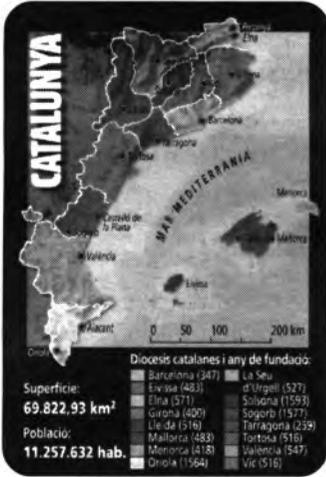 CATALUNYA
Elna
Girona
Barcelona
Tarragona
Tortosa
MAR MEDITERRÀNIA
Menorca
Mallorca
Castelló de
la Plana
València
Eivissa
Alacant
Oriola
0 50 100 200 km
Superfície:
69.822,93 km²
Població:
11.257.632 hab.
Diòcesis catalanes i any de fundació:
Barcelona (347)
Eivissa (483)
Elna (571)
Girona (400)
Lleida (516)
Mallorca (483)
Menorca (418)
Oriola (1564)
La Seu
d'Urgell (527)
Solsona (1593)
Sogorb (1577)
Tarragona (259)
Tortosa (516)
València (547)
Vic (516)